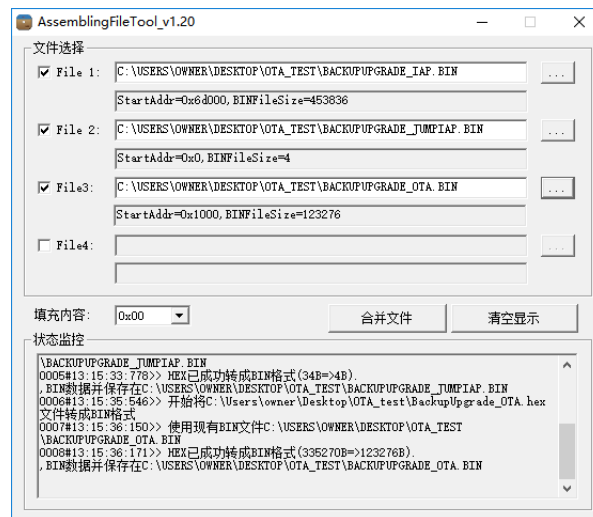 AssemblingFileTool_v1.20
文件选择
File 1: C:\USERS\OWNER\DESKTOP\OTA_TEST\BACKUPUPGRADE_IAP.BIN ...
StartAddr=0x6d000,BINFileSize=453836
File 2: C:\USERS\OWNER\DESKTOP\OTA_TEST\BACKUPUPGRADE_JUMPIAP.BIN ...
StartAddr=0x0,BINFileSize=4
File3: C:\USERS\OWNER\DESKTOP\OTA_TEST\BACKUPUPGRADE_OTA.BIN ...
StartAddr=0x1000,BINFileSize=123276
File4: ...
填充内容: 0x00 合并文件 清空显示
状态监控
\BACKUPUPGRADE_JUMPIAP.BIN
0005#13:15:33:778>> HEX已成功转成BIN格式(34B=>4B).
,BIN数据并保存在C:\USERS\OWNER\DESKTOP\OTA_TEST\BACKUPUPGRADE_JUMPIAP.BIN
0006#13:15:35:546>> 开始将C:\Users\owner\Desktop\OTA_test\BackupUpgrade_OTA.hex
文件转成BIN格式
0007#13:15:36:150>> 使用现有BIN文件C:\USERS\OWNER\DESKTOP\OTA_TEST
\BACKUPUPGRADE_OTA.BIN
0008#13:15:36:171>> HEX已成功转成BIN格式(335270B=>123276B).
,BIN数据并保存在C:\USERS\OWNER\DESKTOP\OTA_TEST\BACKUPUPGRADE_OTA.BIN